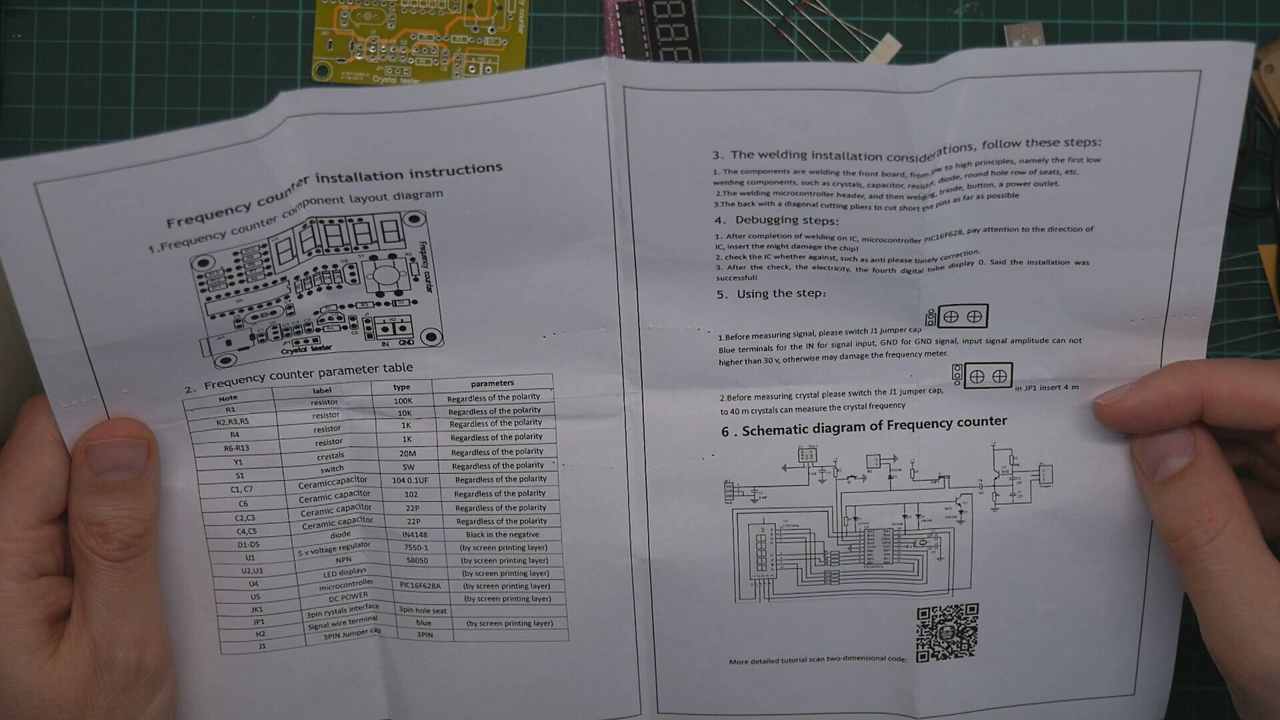 ncy counter
Crystal tester
Frequency counter installation instructions
1.Frequency counter component layout diagram
Frequency counter
Crystal tester
IN GND
2. Frequency counter parameter table
Note label type parameters
R1 resistor 100K Regardless of the polarity
R2,R3,R5 resistor 10K Regardless of the polarity
R4 resistor 1K Regardless of the polarity
R6-R13 resistor 1K Regardless of the polarity
Y1 crystals 20M Regardless of the polarity
S1 switch SW Regardless of the polarity
C1, C7 Ceramiccapacitor 104 0.1UF Regardless of the polarity
C6 Ceramic capacitor 102 Regardless of the polarity
C2,C3 Ceramic capacitor 22P Regardless of the polarity
C4,C5 Ceramic capacitor 22P Regardless of the polarity
D1-D5 diode IN4148 Black in the negative
U1 5 v voltage regulator 7550-1 (by screen printing layer)
U2,U3 NPN S8050 (by screen printing layer)
U4 LED displays (by screen printing layer)
U5 microcontroller PIC16F628A (by screen printing layer)
JK1 DC POWER (by screen printing layer)
JP1 3pin rystals interface 3pin hole seat
H2 Signal wire terminal blue (by screen printing layer)
J1 3PIN Jumper cap 3PIN
3. The welding installation considerations, follow these steps:
1. The components are welding the front board, from low to high principles, namely the first low
welding components, such as crystals, capacitor, resistor, diode, round hole row of seats, etc.
2.The welding microcontroller header, and then welding, triode, button, a power outlet.
3.The back with a diagonal cutting pliers to cut short the pins as far as possible
4. Debugging steps:
1. After completion of welding on IC, microcontroller PIC16F628, pay attention to the direction of
IC, insert the might damage the chip!
2. check the IC whether against, such as anti please timely correction.
3. After the check, the electricity, the fourth digital tube display 0. Said the installation was
successful!
5. Using the step:
1.Before measuring signal, please switch J1 jumper cap
Blue terminals for the IN for signal input, GND for GND signal, input signal amplitude can not
higher than 30 v, otherwise may damage the frequency meter.
2.Before measuring crystal please switch the J1 jumper cap, in JP1 insert 4 m
to 40 m crystals can measure the crystal frequency
6 . Schematic diagram of Frequency counter
More detailed tutorial scan two-dimensional code: